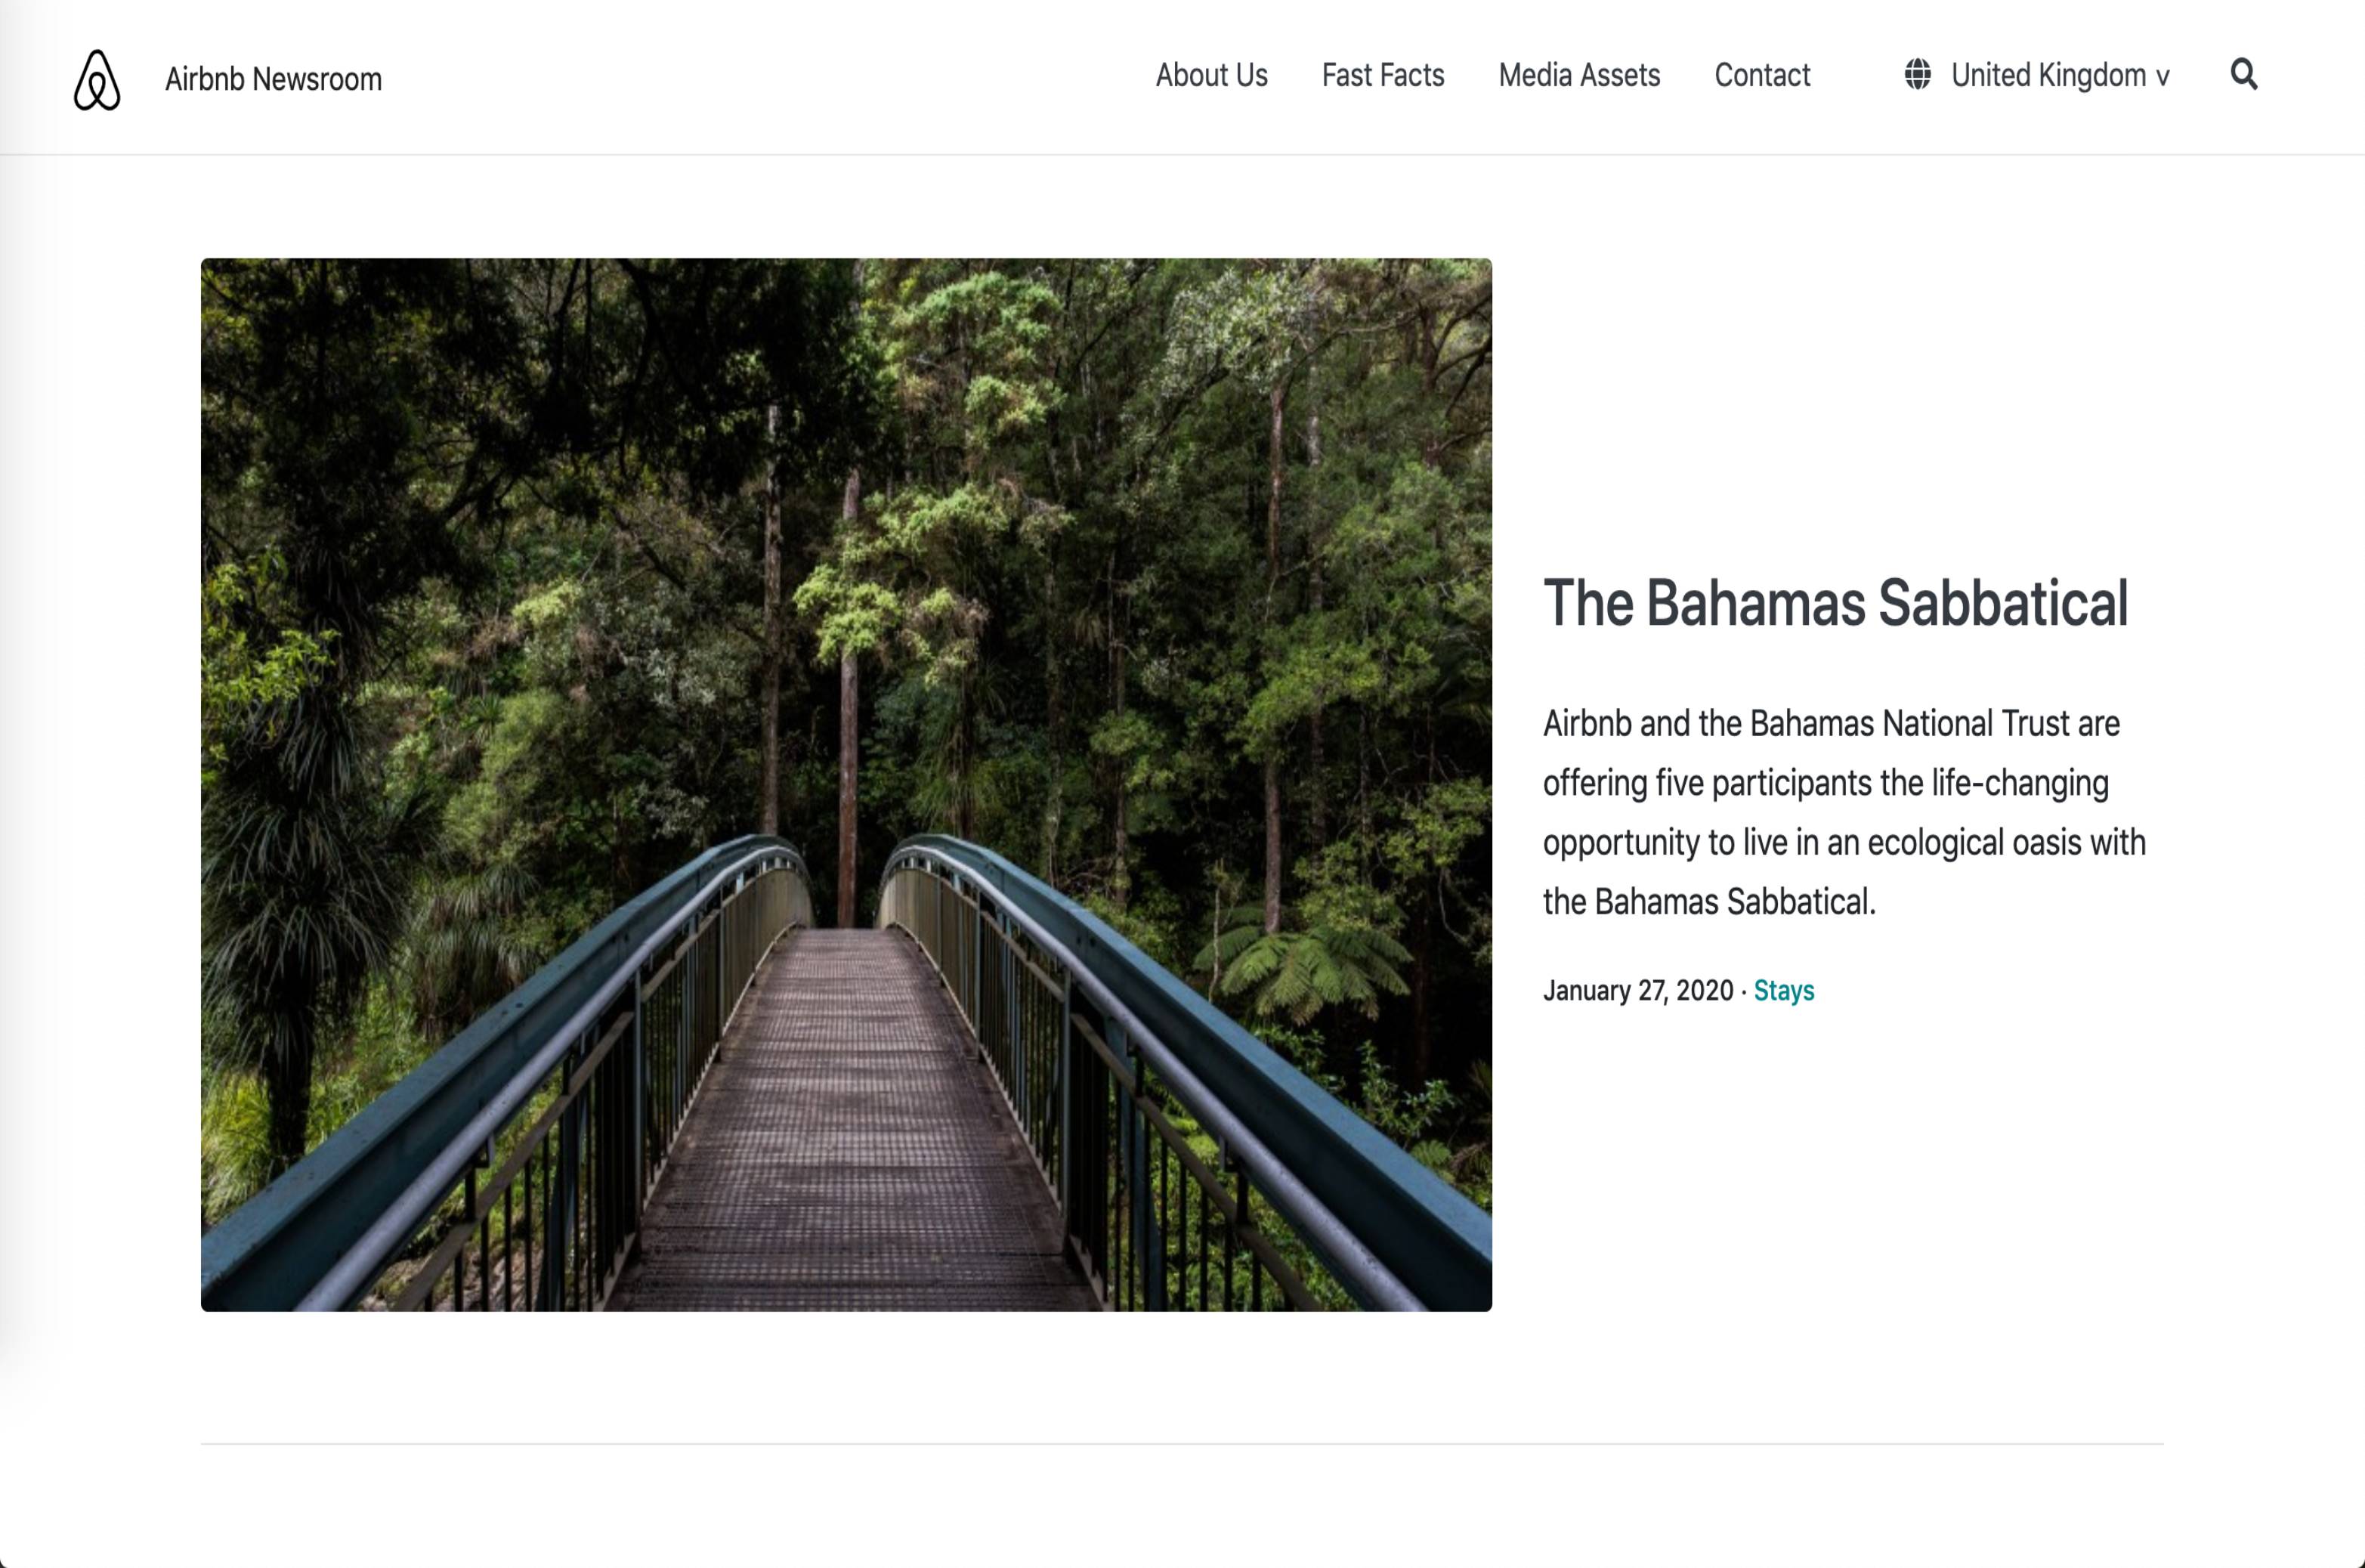 Airbnb Newsroom
About Us
Fast Facts
Media Assets
Contact
United Kingdom v
The Bahamas Sabbatical
Airbnb and the Bahamas National Trust are
offering five participants the life-changing
opportunity to live in an ecological oasis with
the Bahamas Sabbatical.
January 27, 2020 · Stays